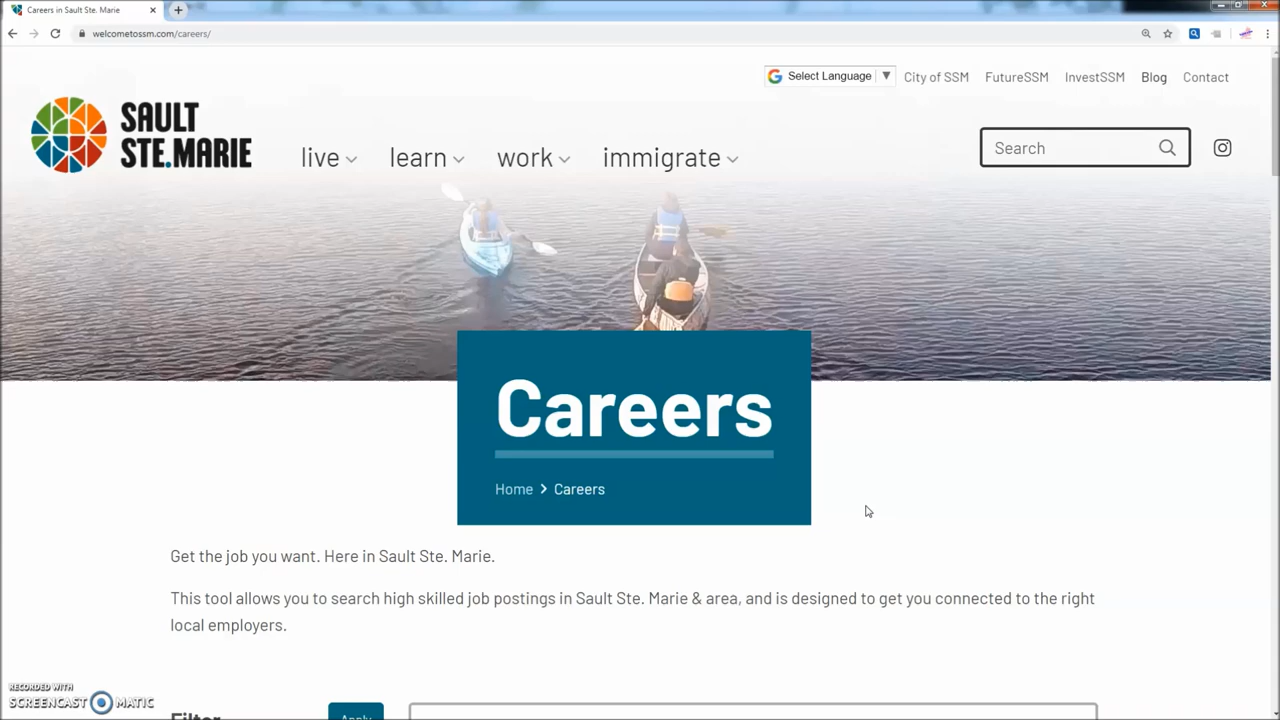 Careers in Sault Ste. Marie
welcometossm.com/careers/
Select Language ▼ City of SSM FutureSSM InvestSSM Blog Contact
SAULT
STE.MARIE
live learn work immigrate
Search
Careers
Home > Careers
Get the job you want. Here in Sault Ste. Marie.
This tool allows you to search high skilled job postings in Sault Ste. Marie & area, and is designed to get you connected to the right
local employers.
Filter Apply
RECORDED WITH
SCREENCAST MATIC